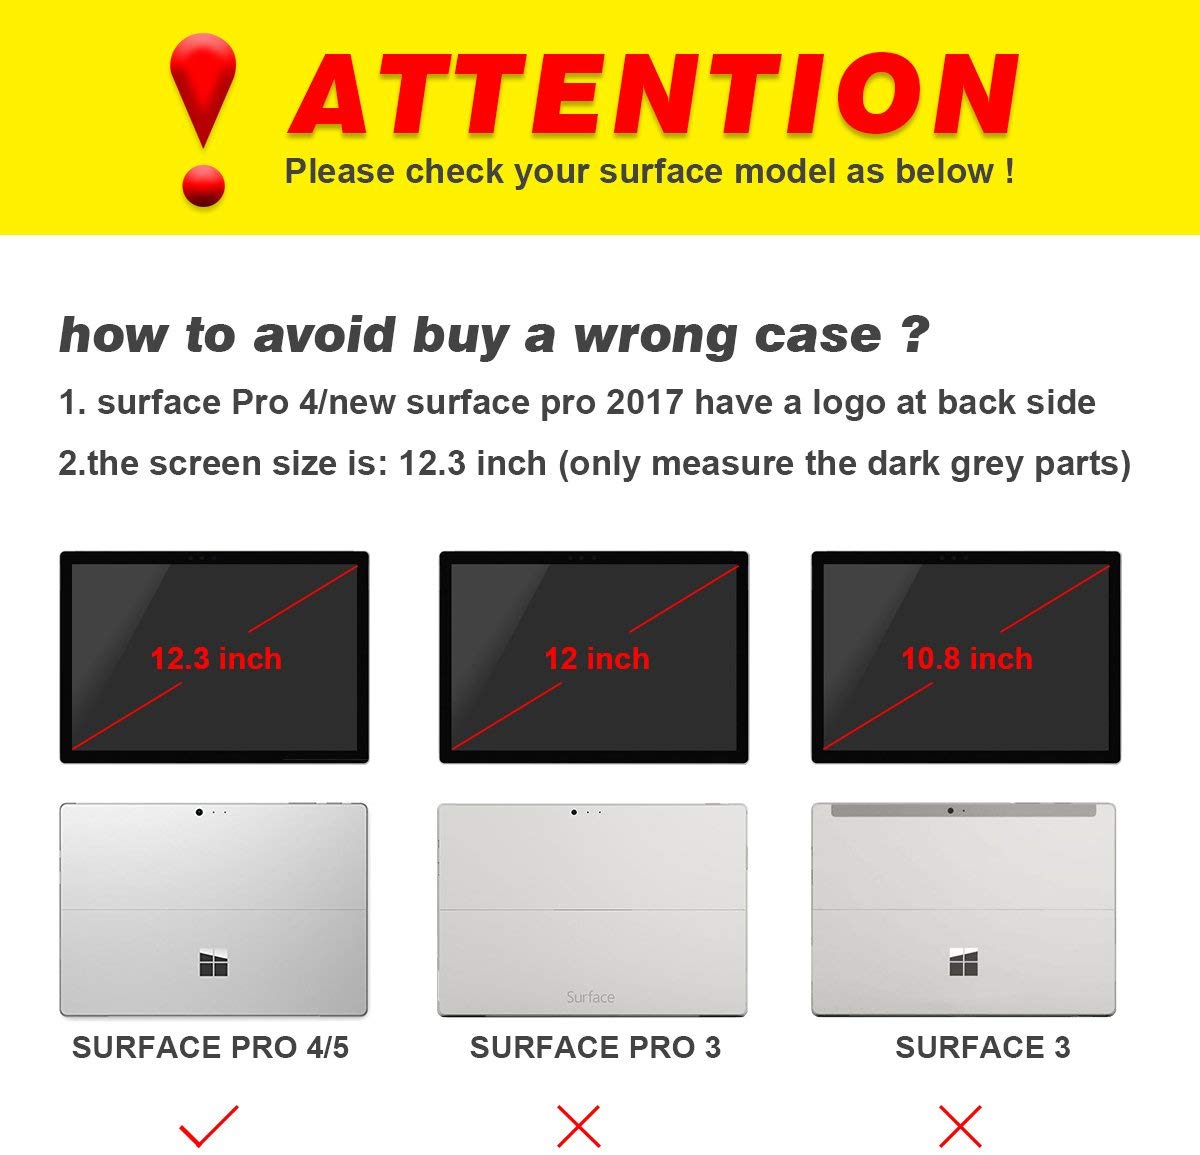 ATTENTION
Please check your surface model as below !
how to avoid buy a wrong case ?
1. surface Pro 4/new surface pro 2017 have a logo at back side
2.the screen size is: 12.3 inch (only measure the dark grey parts)
12.3 inch
12 inch
10.8 inch
Surface
SURFACE PRO 4/5
SURFACE PRO 3
SURFACE 3